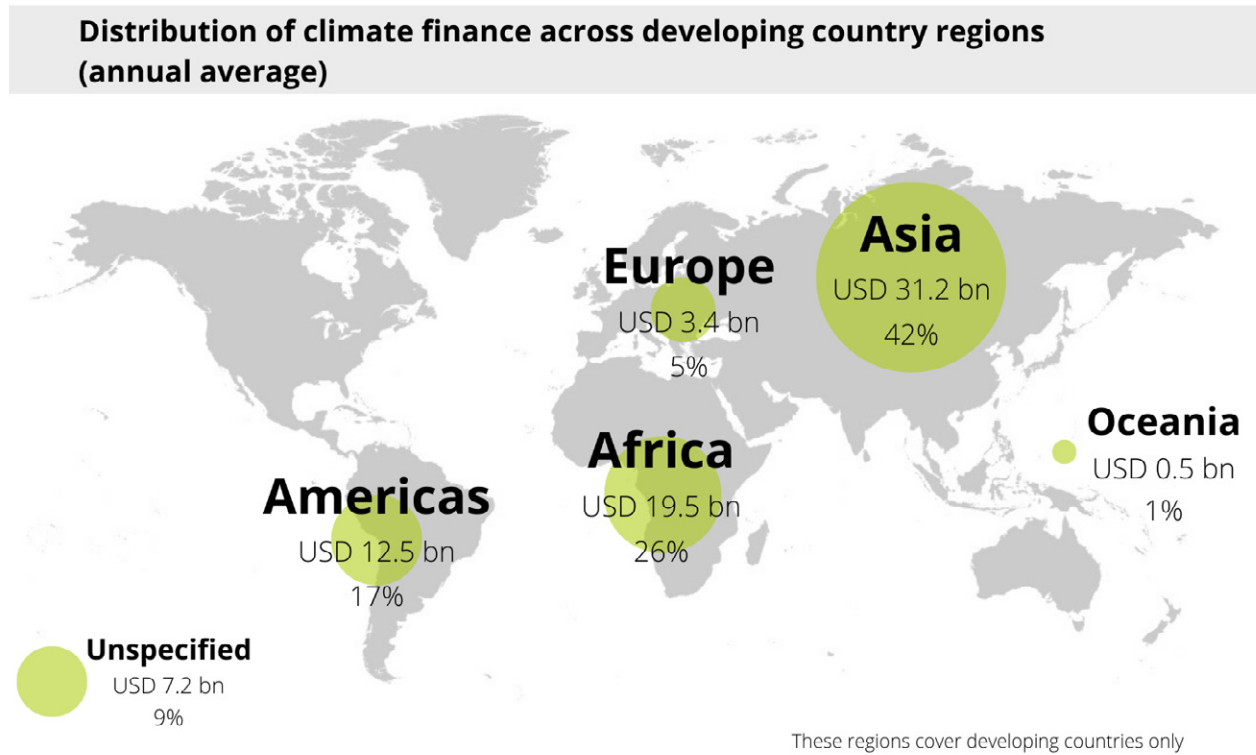 Distribution of climate finance across developing country regions
(annual average)
Asia
USD 31.2 bn
42%
Europe
USD 3.4 bn
5%
Oceania
USD 0.5 bn
1%
Africa
USD 19.5 bn
26%
Americas
USD 12.5 bn
17%
Unspecified
USD 7.2 bn
9%
These regions cover developing countries only